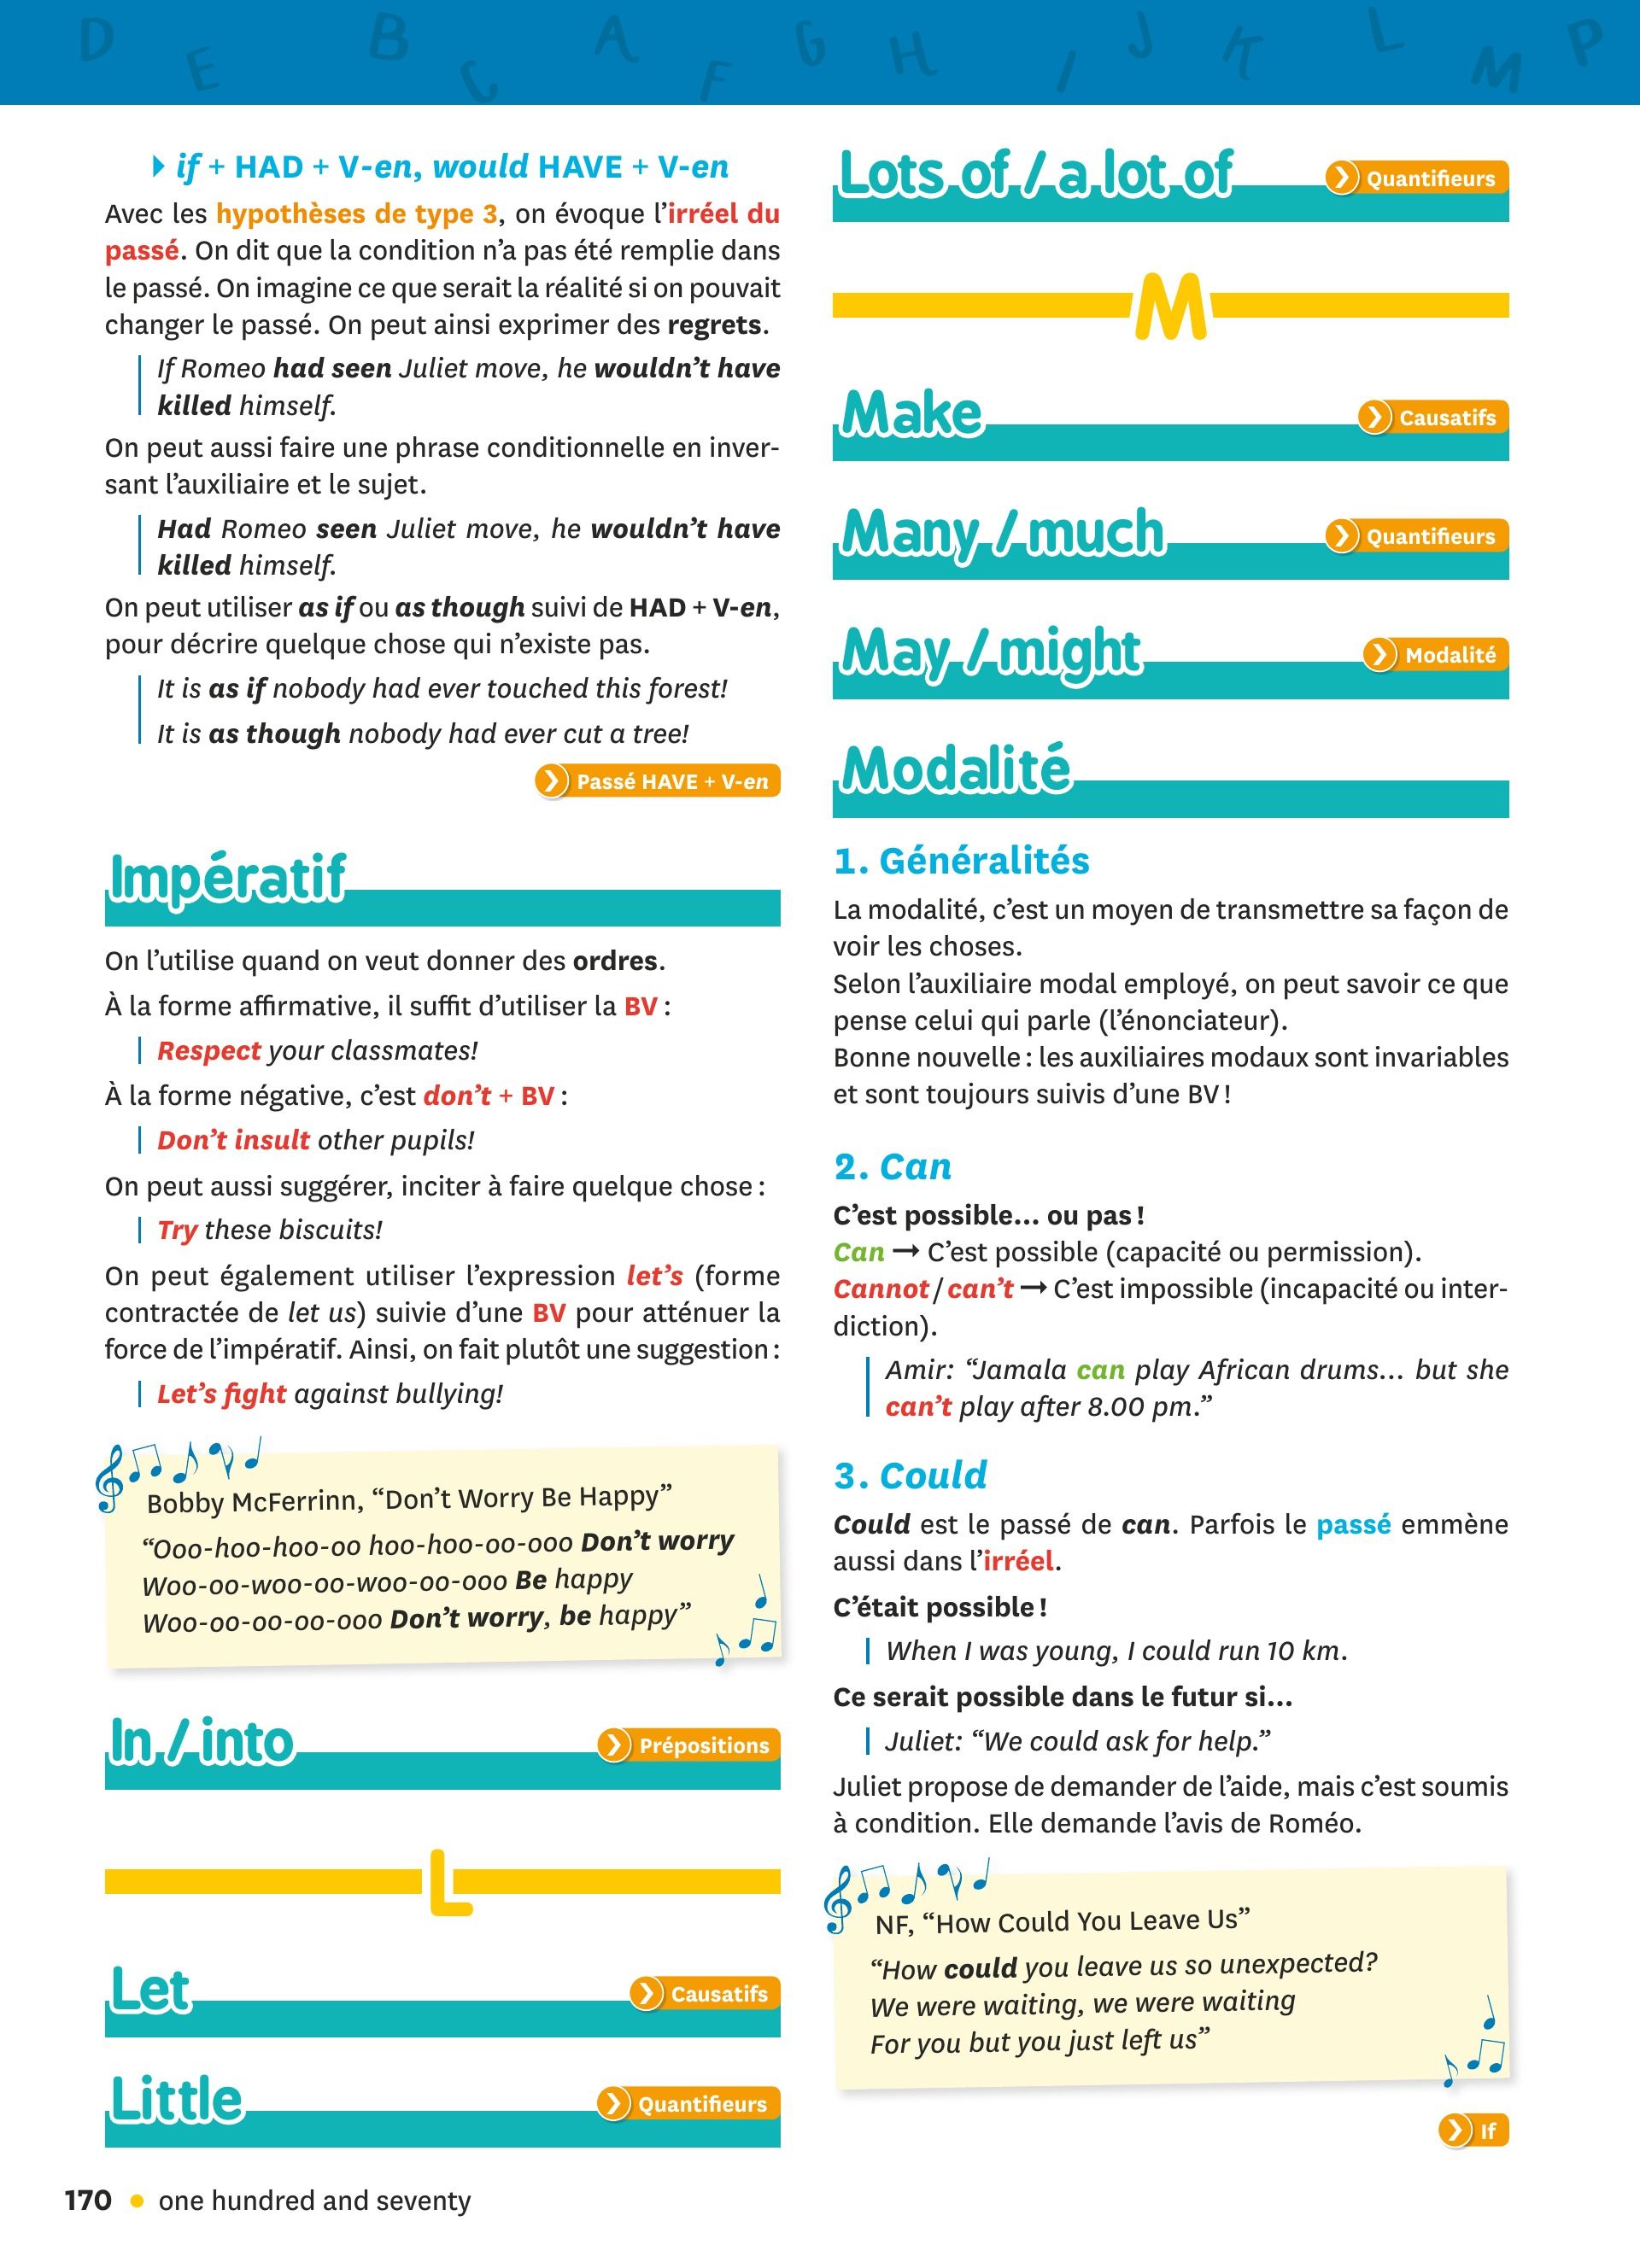 D E B C A F G H I J K L M P
if + HAD + V-en, would HAVE + V-en
Avec les hypothèses de type 3, on évoque l’irréel du
passé. On dit que la condition n’a pas été remplie dans
le passé. On imagine ce que serait la réalité si on pouvait
changer le passé. On peut ainsi exprimer des regrets.
If Romeo had seen Juliet move, he wouldn’t have
killed himself.
On peut aussi faire une phrase conditionnelle en inver-
sant l’auxiliaire et le sujet.
Had Romeo seen Juliet move, he wouldn’t have
killed himself.
On peut utiliser as if ou as though suivi de HAD + V-en,
pour décrire quelque chose qui n’existe pas.
It is as if nobody had ever touched this forest!
It is as though nobody had ever cut a tree!
Passé HAVE + V-en
Impératif
On l’utilise quand on veut donner des ordres.
À la forme affirmative, il suffit d’utiliser la BV :
Respect your classmates!
À la forme négative, c’est don’t + BV :
Don’t insult other pupils!
On peut aussi suggérer, inciter à faire quelque chose :
Try these biscuits!
On peut également utiliser l’expression let’s (forme
contractée de let us) suivie d’une BV pour atténuer la
force de l’impératif. Ainsi, on fait plutôt une suggestion :
Let’s fight against bullying!
Bobby McFerrinn, “Don’t Worry Be Happy”
“Ooo-hoo-hoo-oo hoo-hoo-oo-ooo Don’t worry
Woo-oo-woo-oo-woo-oo-ooo Be happy
Woo-oo-oo-oo-ooo Don’t worry, be happy”
In / into
Prépositions
L
Let
Causatifs
Little
Quantifieurs
Lots of / a lot of
Quantifieurs
M
Make
Causatifs
Many / much
Quantifieurs
May / might
Modalité
Modalité
1. Généralités
La modalité, c’est un moyen de transmettre sa façon de
voir les choses.
Selon l’auxiliaire modal employé, on peut savoir ce que
pense celui qui parle (l’énonciateur).
Bonne nouvelle : les auxiliaires modaux sont invariables
et sont toujours suivis d’une BV !
2. Can
C’est possible... ou pas !
Can → C’est possible (capacité ou permission).
Cannot / can’t → C’est impossible (incapacité ou inter-
diction).
Amir: “Jamala can play African drums... but she
can’t play after 8.00 pm.”
3. Could
Could est le passé de can. Parfois le passé emmène
aussi dans l’irréel.
C’était possible !
When I was young, I could run 10 km.
Ce serait possible dans le futur si...
Juliet: “We could ask for help.”
Juliet propose de demander de l’aide, mais c’est soumis
à condition. Elle demande l’avis de Roméo.
NF, “How Could You Leave Us”
“How could you leave us so unexpected?
We were waiting, we were waiting
For you but you just left us”
If
170 • one hundred and seventy